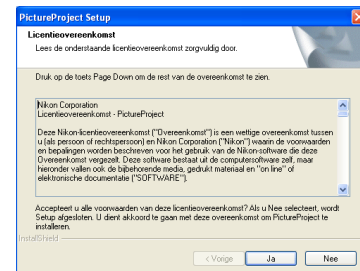 PictureProject Setup
Licentieovereenkomst
Lees de onderstaande licentieovereenkomst zorgvuldig door.
Druk op de toets Page Down om de rest van de overeenkomst te zien.
Nikon Corporation
Licentieovereenkomst - PictureProject
Deze Nikon-licentieovereenkomst ("Overeenkomst") is een wettige overeenkomst tussen
u (als persoon of rechtspersoon) en Nikon Corporation ("Nikon") waarin de voorwaarden
en bepalingen worden beschreven voor het gebruik van de Nikon-software die deze
Overeenkomst vergezelt. Deze software bestaat uit de computersoftware zelf, maar
hieronder vallen ook de bijbehorende media, gedrukt materiaal en "on line" of
elektronische documentatie ("SOFTWARE").
Accepteert u alle voorwaarden van deze licentieovereenkomst? Als u Nee selecteert, wordt
Setup afgesloten. U dient akkoord te gaan met deze overeenkomst om PictureProject te
installeren.
InstallShield
< Vorige
Ja
Nee